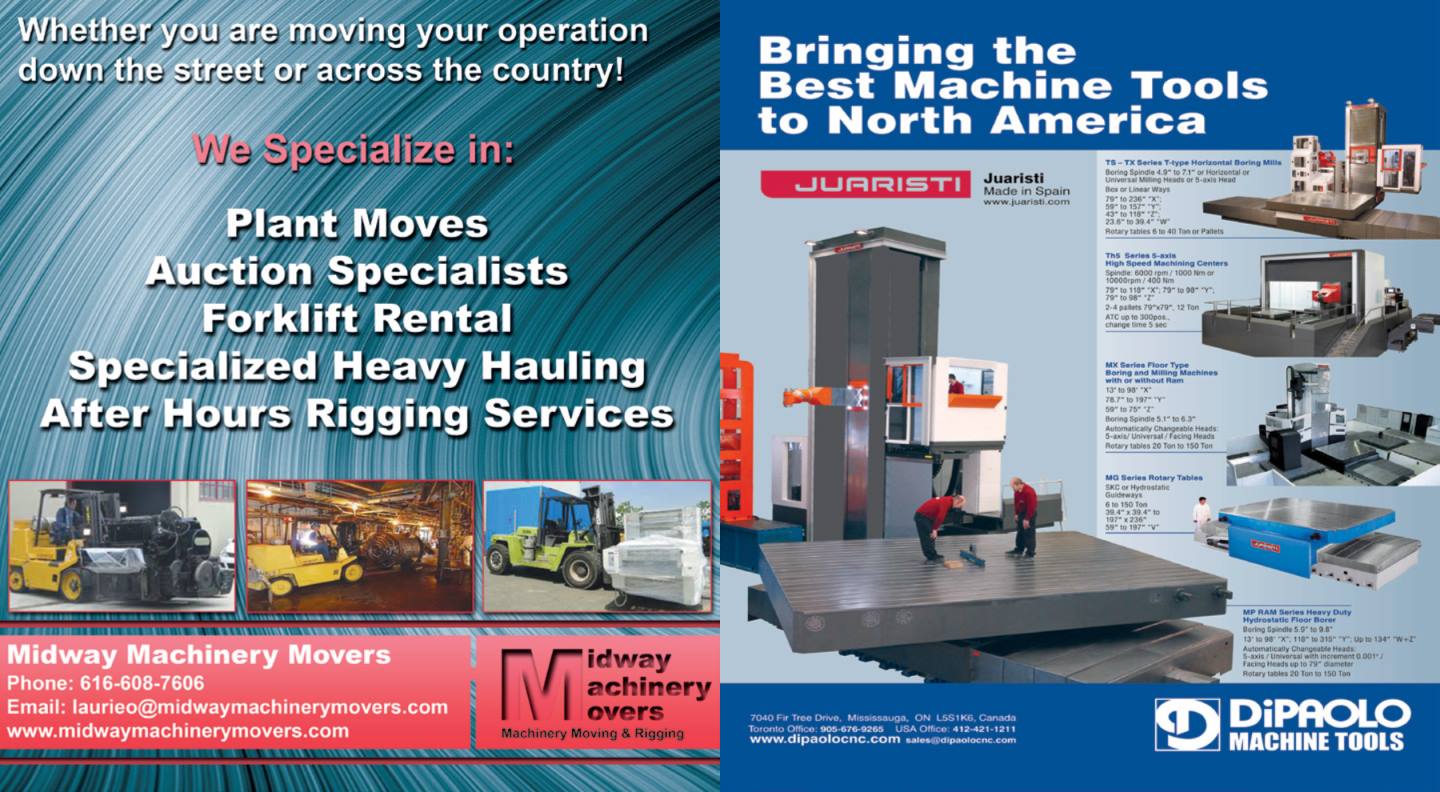 Whether you are moving your operation
down the street or across the country!
We Specialize in:
Plant Moves
Auction Specialists
Forklift Rental
Specialized Heavy Hauling
After Hours Rigging Services
Midway Machinery Movers
Phone: 616-608-7606
Email: laurieo@midwaymachinerymovers.com
www.midwaymachinerymovers.com
Midway
Machinery
Movers
Machinery Moving & Rigging
Bringing the
Best Machine Tools
to North America
JUARISTI
Juaristi
Made in Spain
www.juaristi.com
TS – TX Series T-type Horizontal Boring Mills
Boring Spindle 4.9" to 7.1" or Horizontal or
Universal Milling Heads or 5-axis Head
Box or Linear Ways
79" to 236" "X";
59" to 157" "Y";
43" to 118" "Z";
23.6" to 39.4" "W"
Rotary tables 6 to 40 Ton or Pallets
JUARISTI
Th5 Series 5-axis
High Speed Machining Centers
Spindle: 6000 rpm / 1000 Nm or
10000rpm / 400 Nm
79" to 118" "X"; 79" to 98" "Y";
79" to 98" "Z"
2-4 pallets 79"x79", 12 Ton
ATC up to 300pos.,
change time 5 sec
MX Series Floor Type
Boring and Milling Machines
with or without Ram
13' to 98' "X"
78.7" to 197" "Y"
59" to 75" "Z"
Boring Spindle 5.1" to 6.3"
Automatically Changeable Heads:
5-axis/ Universal / Facing Heads
Rotary tables 20 Ton to 150 Ton
MG Series Rotary Tables
SKC or Hydrostatic
Guideways
6 to 150 Ton
39.4" x 39.4" to
197" x 236"
59" to 197" "V"
JUARISTI
MP RAM Series Heavy Duty
Hydrostatic Floor Borer
Boring Spindle 5.9" to 9.8"
13' to 98' "X"; 118" to 315" "Y"; Up to 134" "W+Z"
Automatically Changeable Heads:
5-axis / Universal with increment 0.001° /
Facing Heads up to 79" diameter
Rotary tables 20 Ton to 150 Ton
7040 Fir Tree Drive, Mississauga, ON L5S1K6, Canada
Toronto Office: 905-676-9265 USA Office: 412-421-1211
www.dipaolocnc.com sales@dipaolocnc.com
DiPAOLO
MACHINE TOOLS